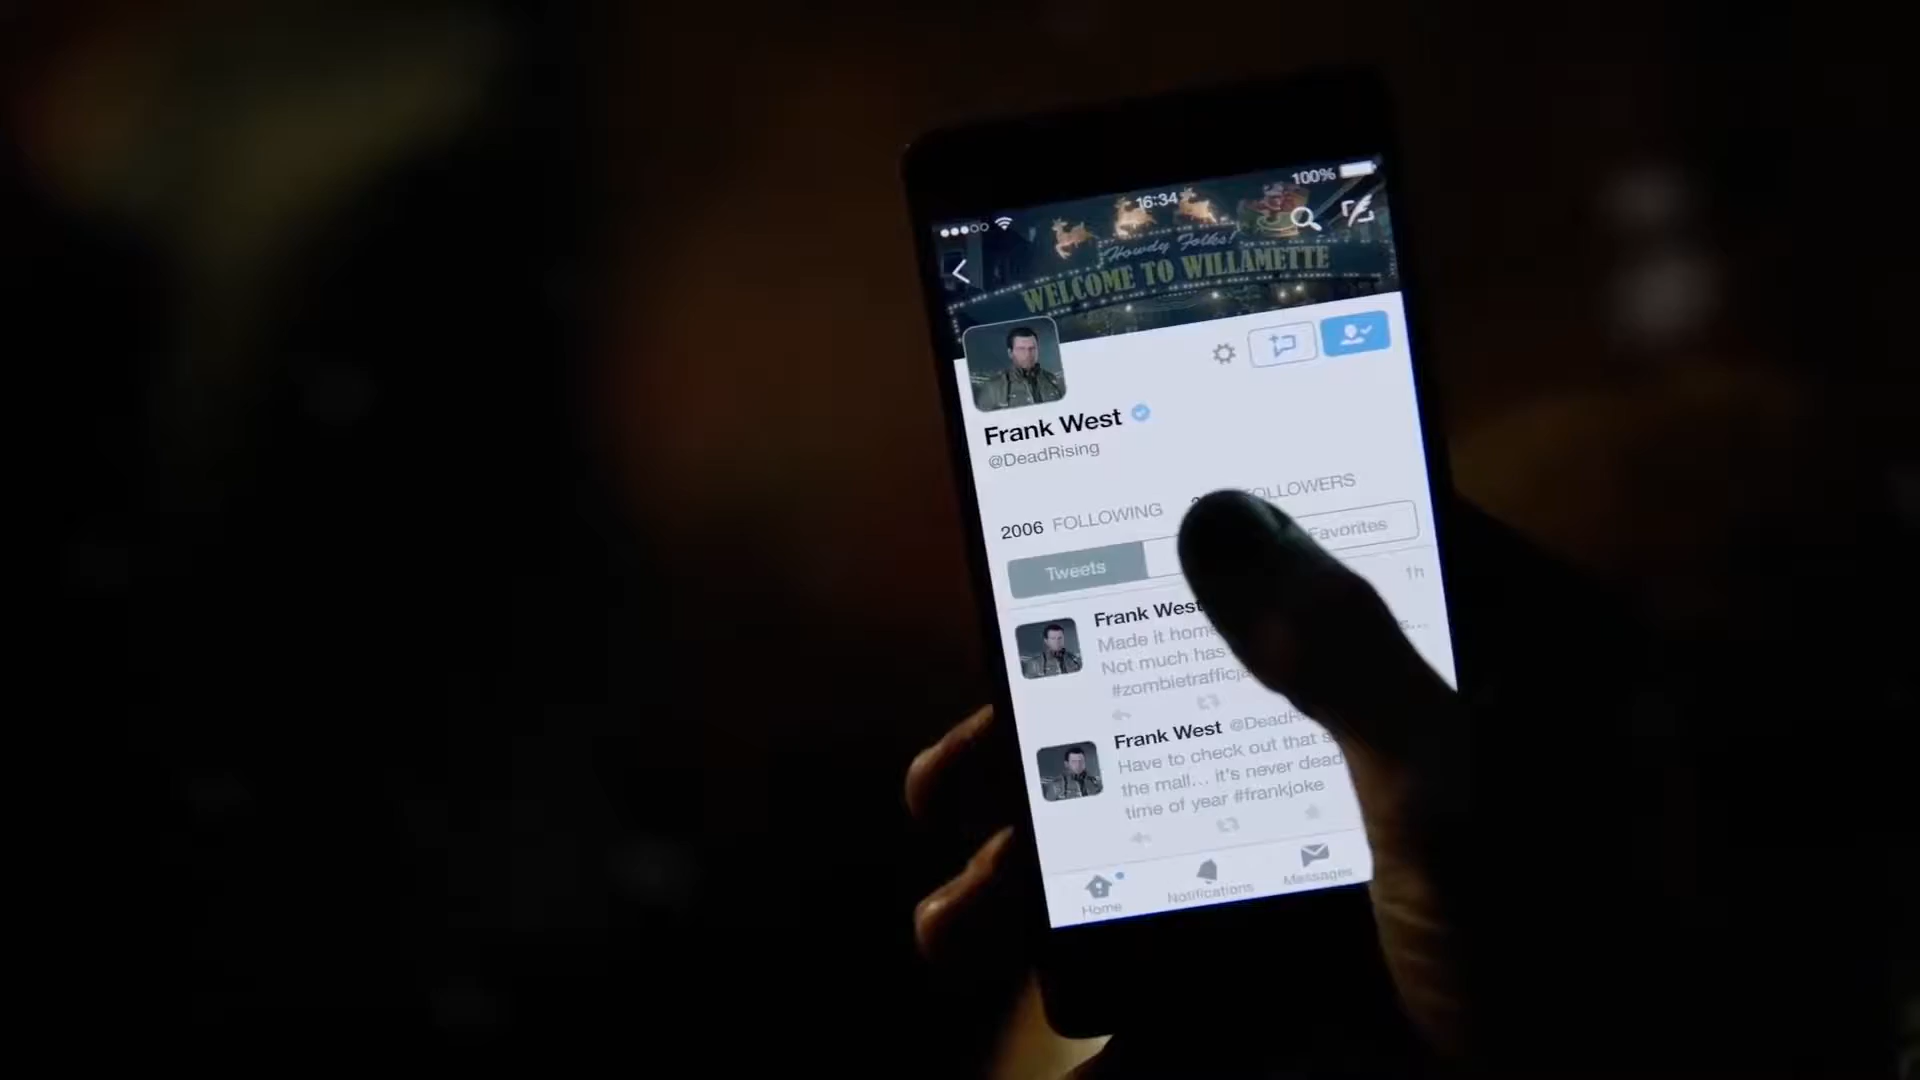 100%
16:34
Howdy Folks!
WELCOME TO WILLAMETTE
Frank West
@DeadRising
2006 FOLLOWING FOLLOWERS
Tweets Favorites
1h
Frank West
Made it home
Not much has
Frank West
Have to check out that
the mall... it's never dead
time of year #frankjoke
Home Notifications Messages